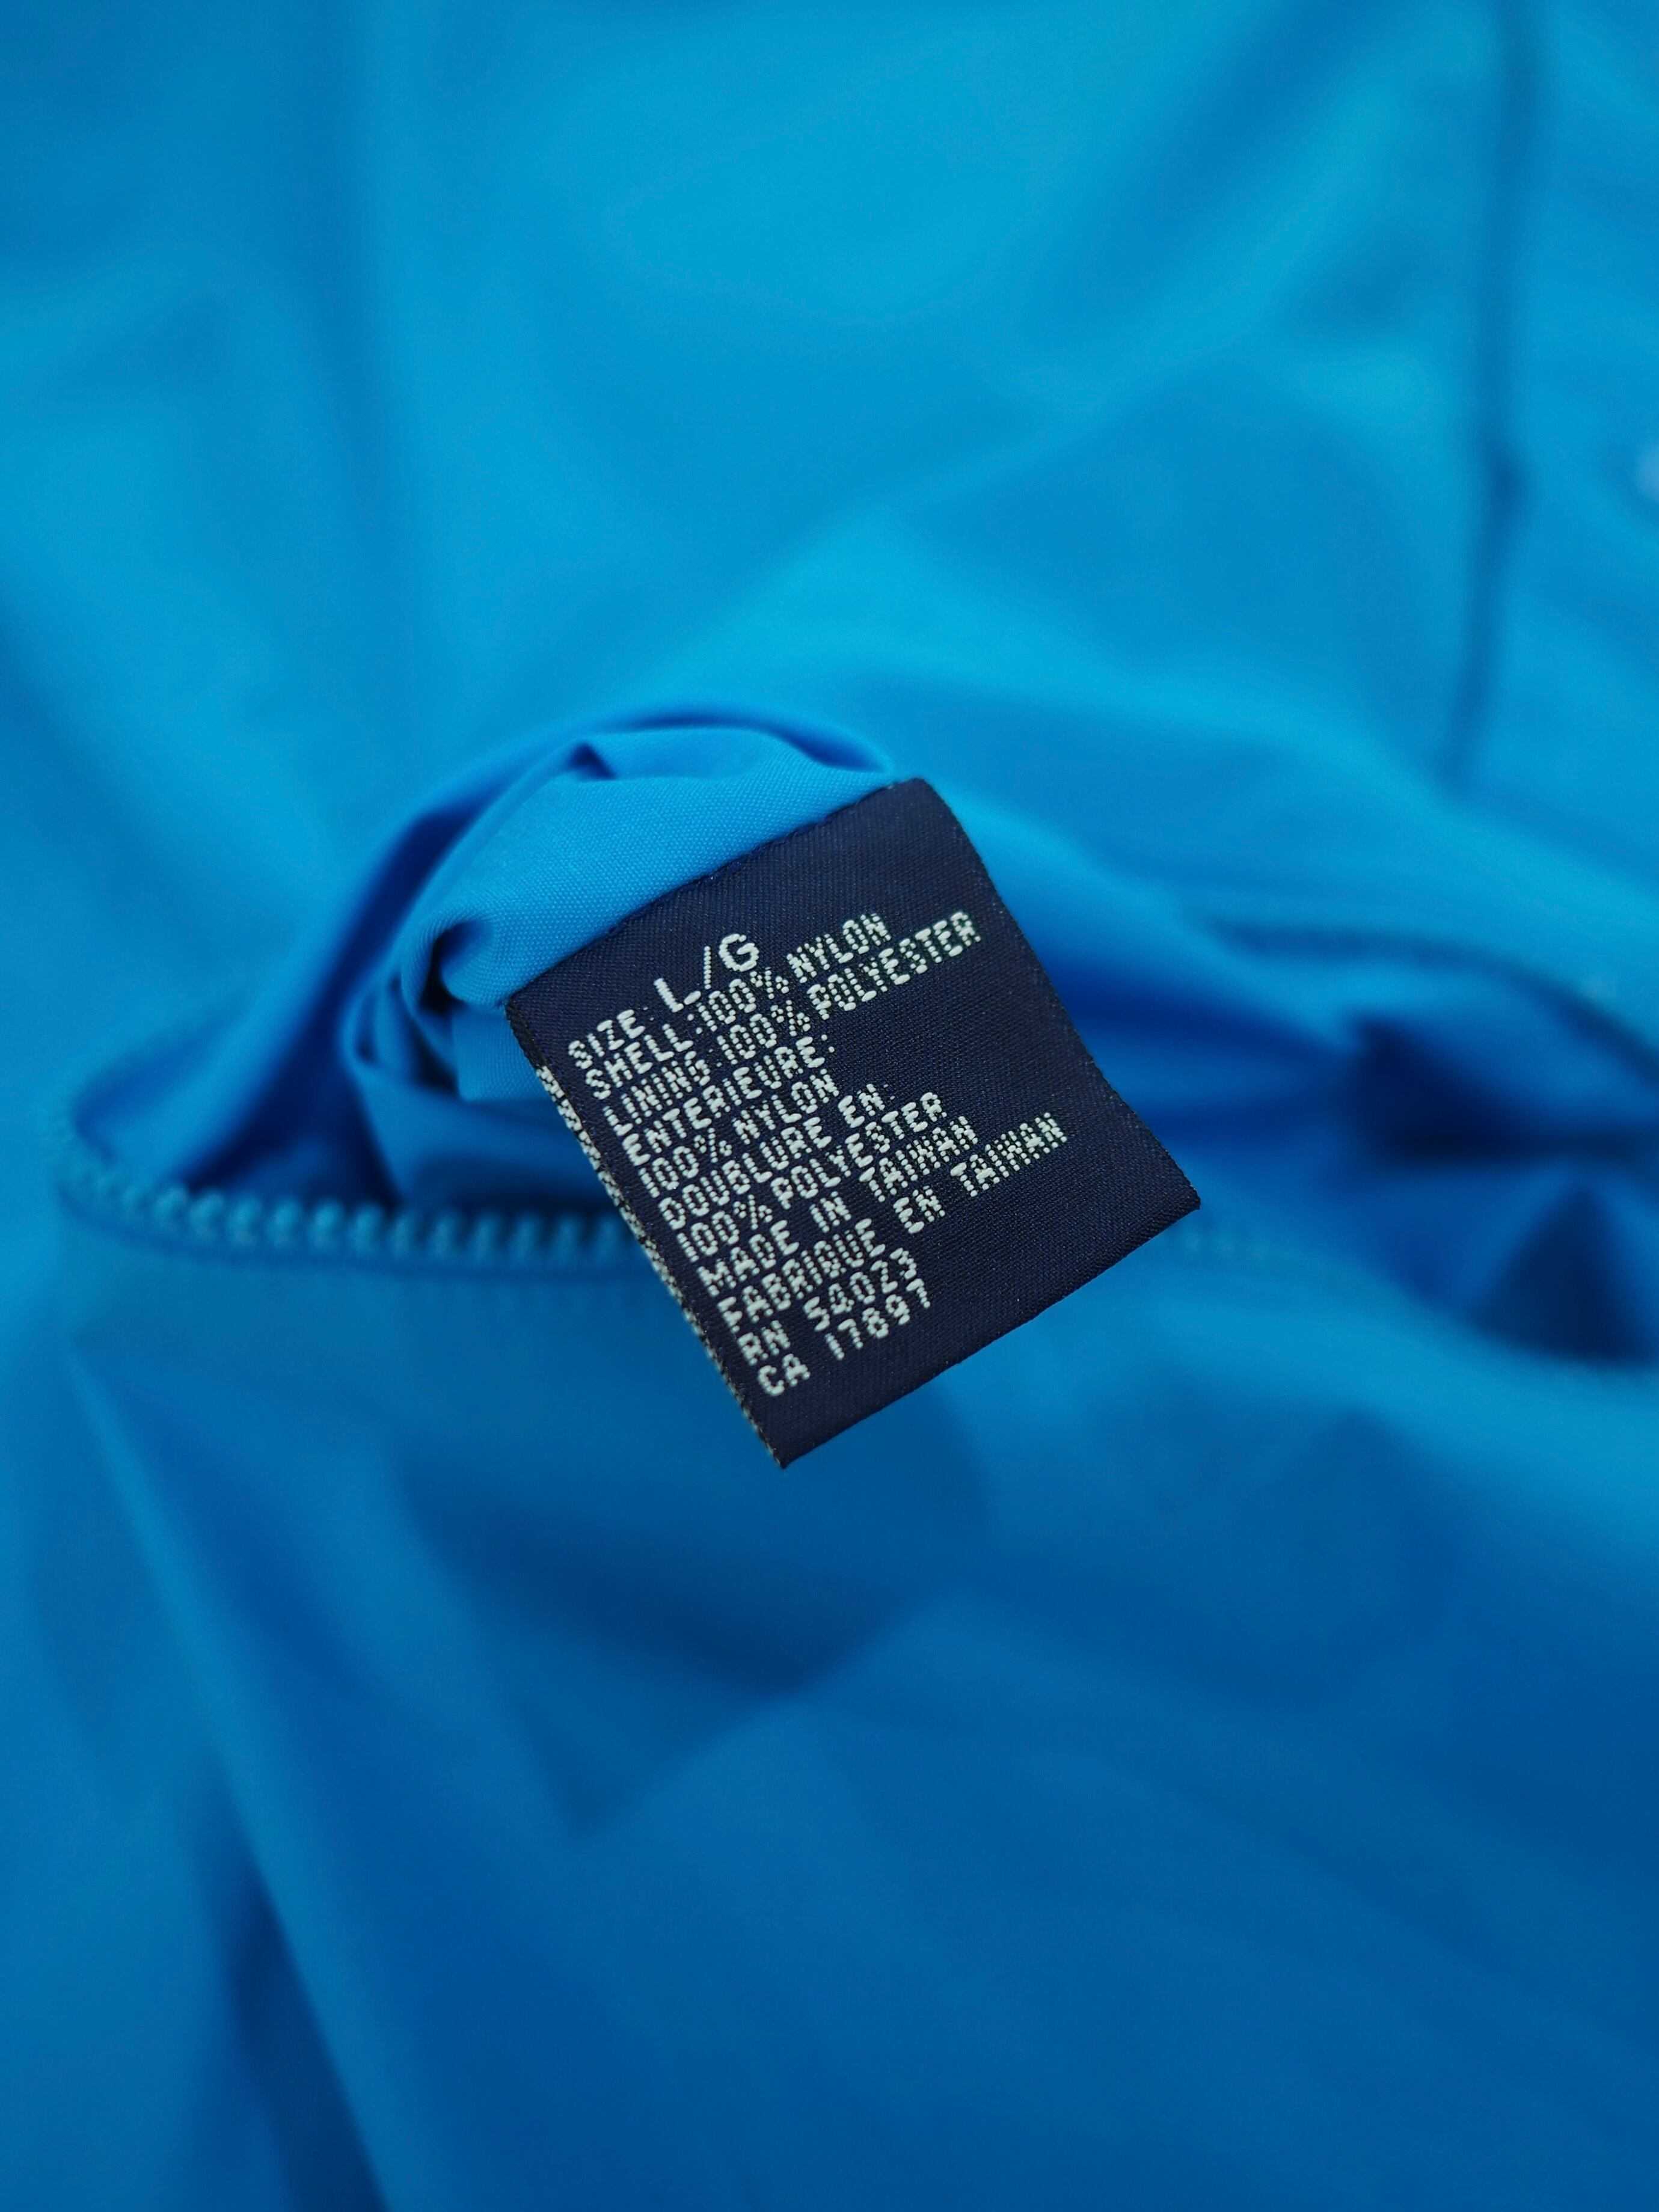 SIZE: L/G
SHELL:100% NYLON
LINING:100% POLYESTER
ENTERIEURE:
100% NYLON
DOUBLURE EN:
100% POLYESTER
MADE IN TAIWAN
FABRIQUE EN TAIWAN
RN 54023
CA 17897